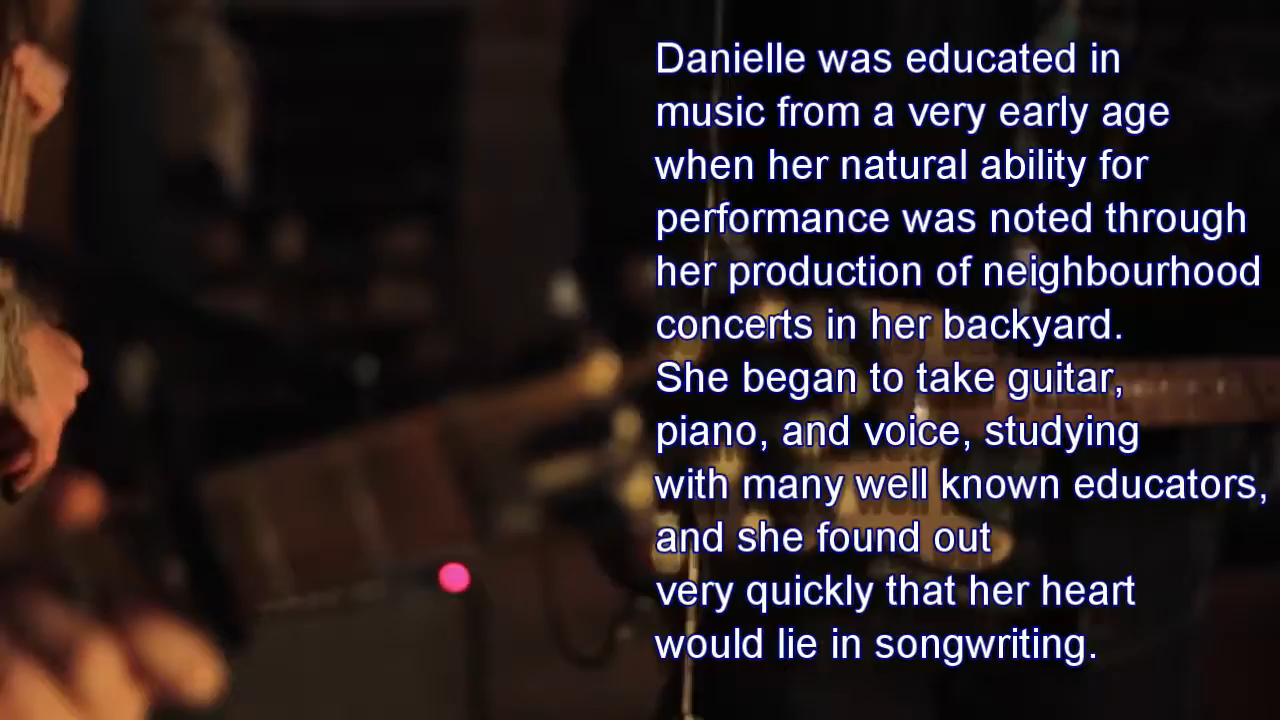 Danielle was educated in
music from a very early age
when her natural ability for
performance was noted through
her production of neighbourhood
concerts in her backyard.
She began to take guitar,
piano, and voice, studying
with many well known educators,
and she found out
very quickly that her heart
would lie in songwriting.